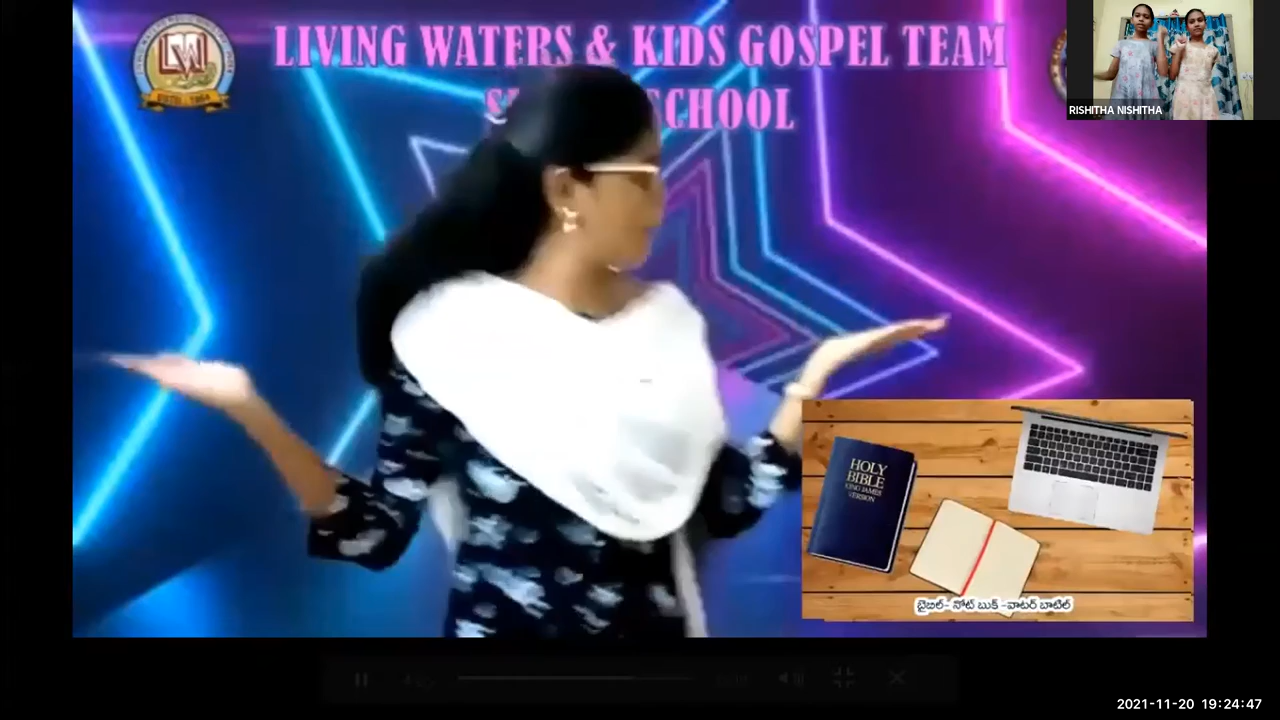 LIVING WATERS & KIDS GOSPEL TEAM
SCHOOL
RISHITHA NISHITHA
HOLY
BIBLE
KING JAMES
VERSION
బైబిల్- నోట్ బుక్ -వాటర్ బాటిల్
2021-11-20 19:24:47